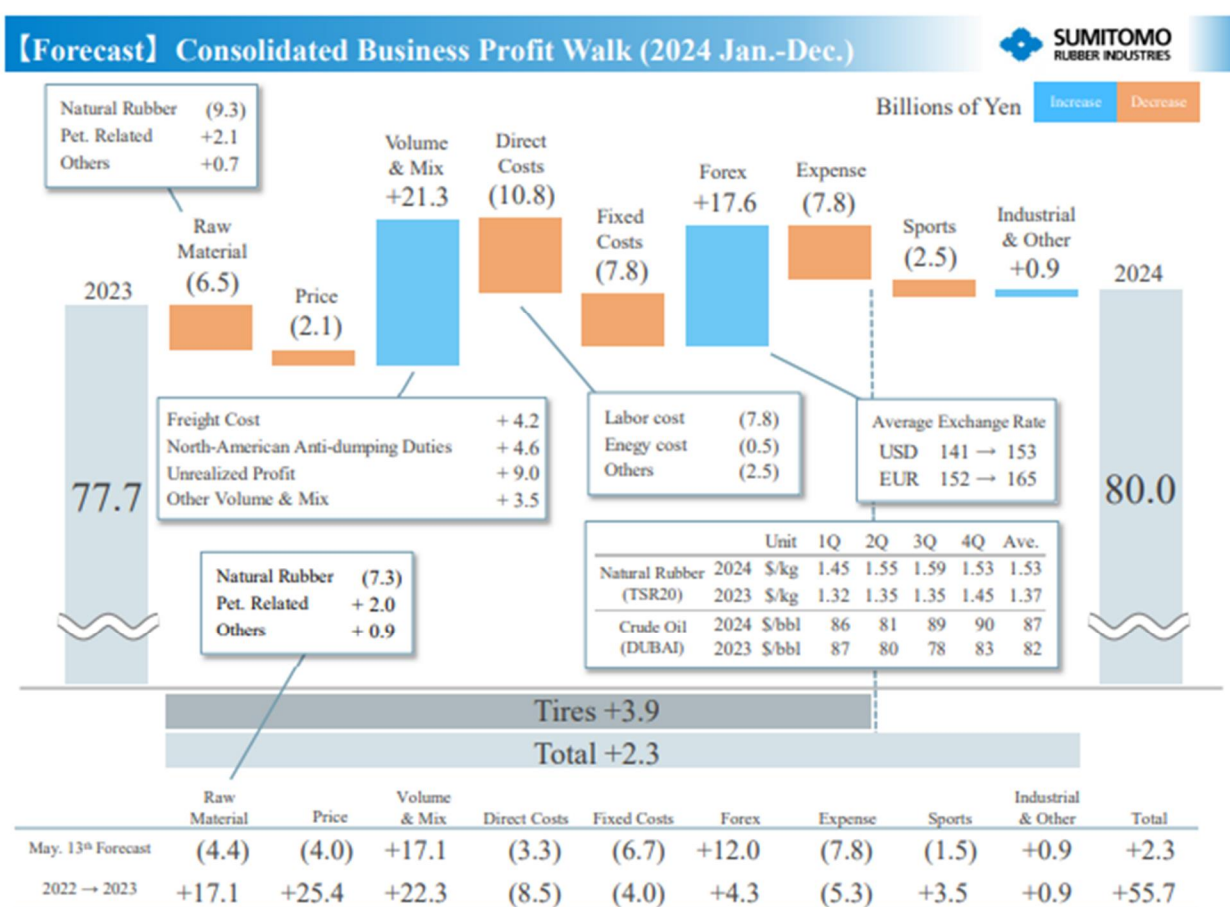 【Forecast】 Consolidated Business Profit Walk (2024 Jan.-Dec.)
SUMITOMO
RUBBER INDUSTRIES
Billions of Yen
Increase Decrease
Natural Rubber (9.3)
Pet. Related +2.1
Others +0.7
2023
77.7
Raw
Material
(6.5)
Price
(2.1)
Volume
& Mix
+21.3
Direct
Costs
(10.8)
Fixed
Costs
(7.8)
Forex
+17.6
Expense
(7.8)
Sports
(2.5)
Industrial
& Other
+0.9
2024
80.0
Freight Cost + 4.2
North-American Anti-dumping Duties + 4.6
Unrealized Profit + 9.0
Other Volume & Mix + 3.5
Labor cost (7.8)
Enegy cost (0.5)
Others (2.5)
Average Exchange Rate
USD 141 → 153
EUR 152 → 165
Natural Rubber (7.3)
Pet. Related + 2.0
Others + 0.9
Unit 1Q 2Q 3Q 4Q Ave.
Natural Rubber 2024 $/kg 1.45 1.55 1.59 1.53 1.53
(TSR20) 2023 $/kg 1.32 1.35 1.35 1.45 1.37
Crude Oil 2024 $/bbl 86 81 89 90 87
(DUBAI) 2023 $/bbl 87 80 78 83 82
Tires +3.9
Total +2.3
Raw
Material Price Volume
& Mix Direct Costs Fixed Costs Forex Expense Sports Industrial
& Other Total
May. 13th Forecast (4.4) (4.0) +17.1 (3.3) (6.7) +12.0 (7.8) (1.5) +0.9 +2.3
2022 → 2023 +17.1 +25.4 +22.3 (8.5) (4.0) +4.3 (5.3) +3.5 +0.9 +55.7